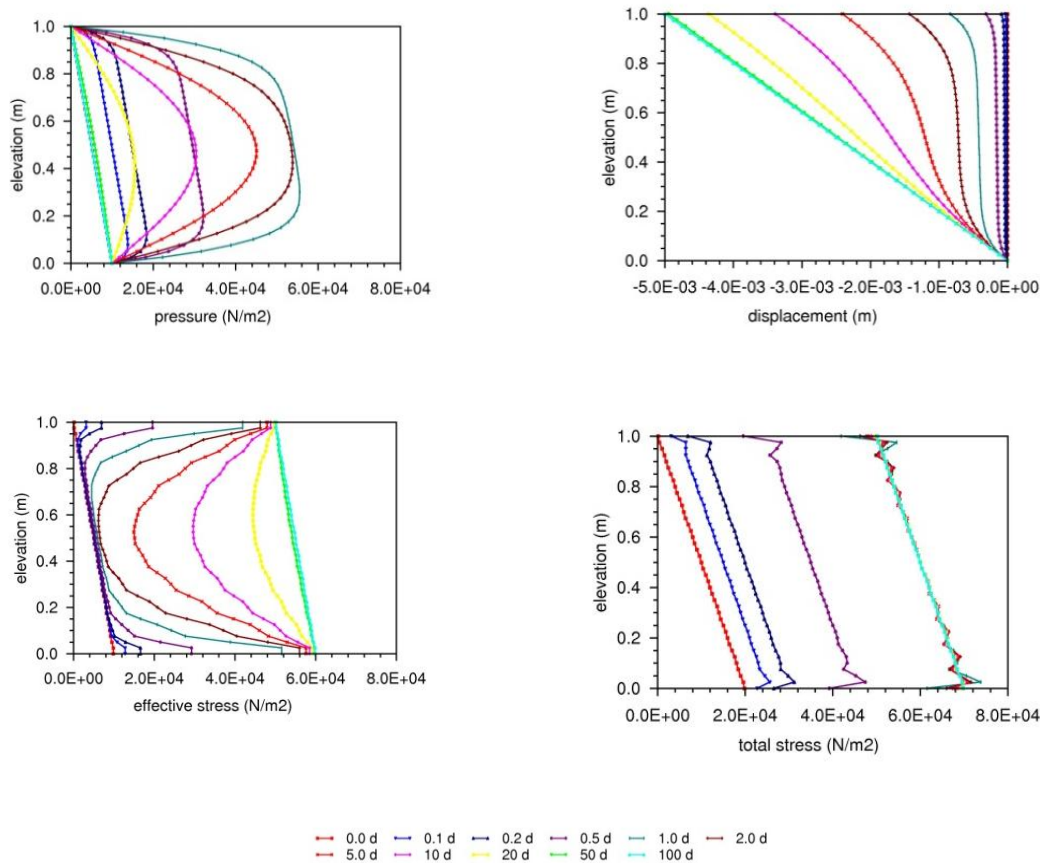 1.0
0.8
0.6
0.4
0.2
0.0
elevation (m)
0.0E+00 2.0E+04 4.0E+04 6.0E+04 8.0E+04
pressure (N/m2)
1.0
0.8
0.6
0.4
0.2
0.0
elevation (m)
-5.0E-03 -4.0E-03 -3.0E-03 -2.0E-03 -1.0E-03 0.0E+00
displacement (m)
1.0
0.8
0.6
0.4
0.2
0.0
elevation (m)
0.0E+00 2.0E+04 4.0E+04 6.0E+04 8.0E+04
effective stress (N/m2)
1.0
0.8
0.6
0.4
0.2
0.0
elevation (m)
0.0E+00 2.0E+04 4.0E+04 6.0E+04 8.0E+04
total stress (N/m2)
0.0 d 0.1 d 0.2 d 0.5 d 1.0 d 2.0 d
5.0 d 10 d 20 d 50 d 100 d